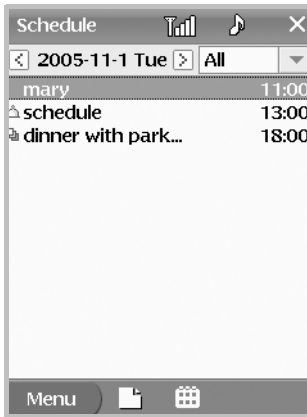 Schedule
2005-11-1 Tue All
mary 11:00
schedule 13:00
dinner with park... 18:00
Menu